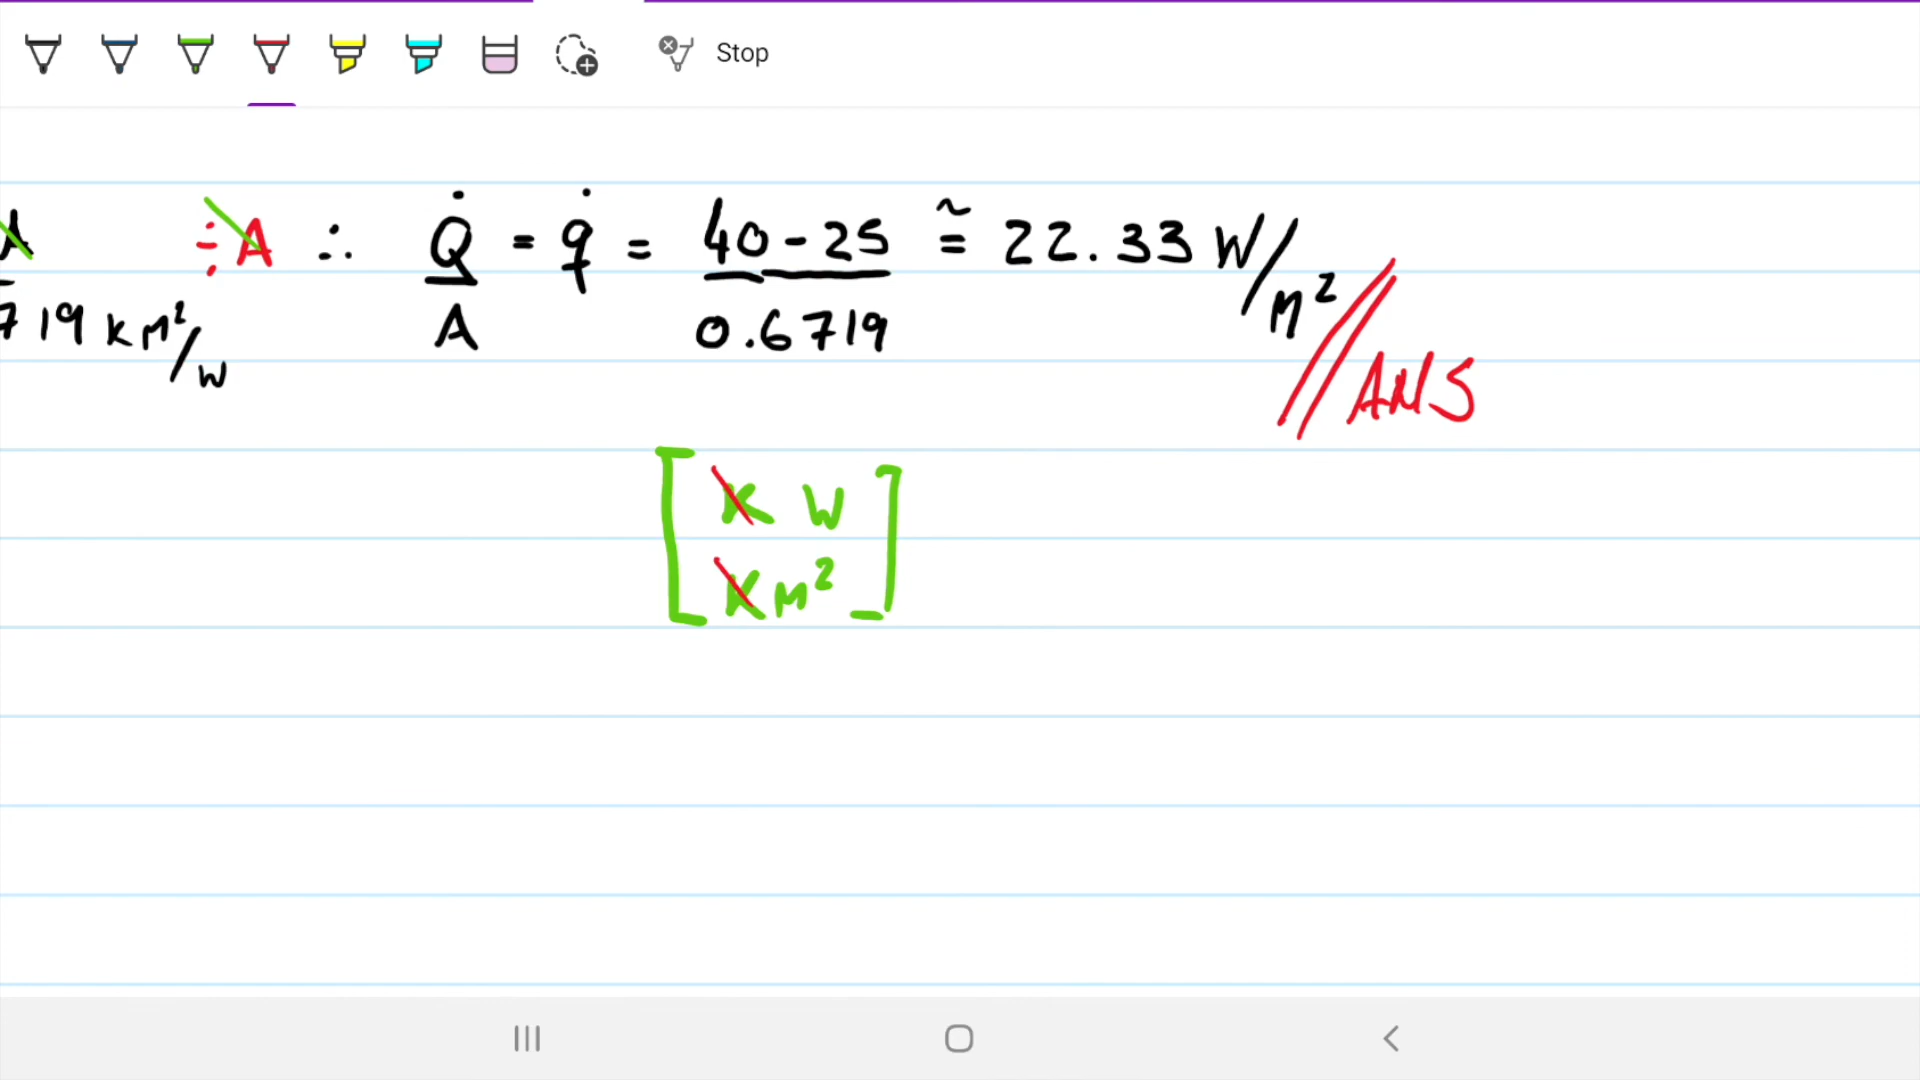 Stop
A ÷ A ∴ Q̇ = q̇ = 40 - 25 ≅ 22.33 W/m²
719 Km²/W A 0.6719
ANS
[K W
K m²]